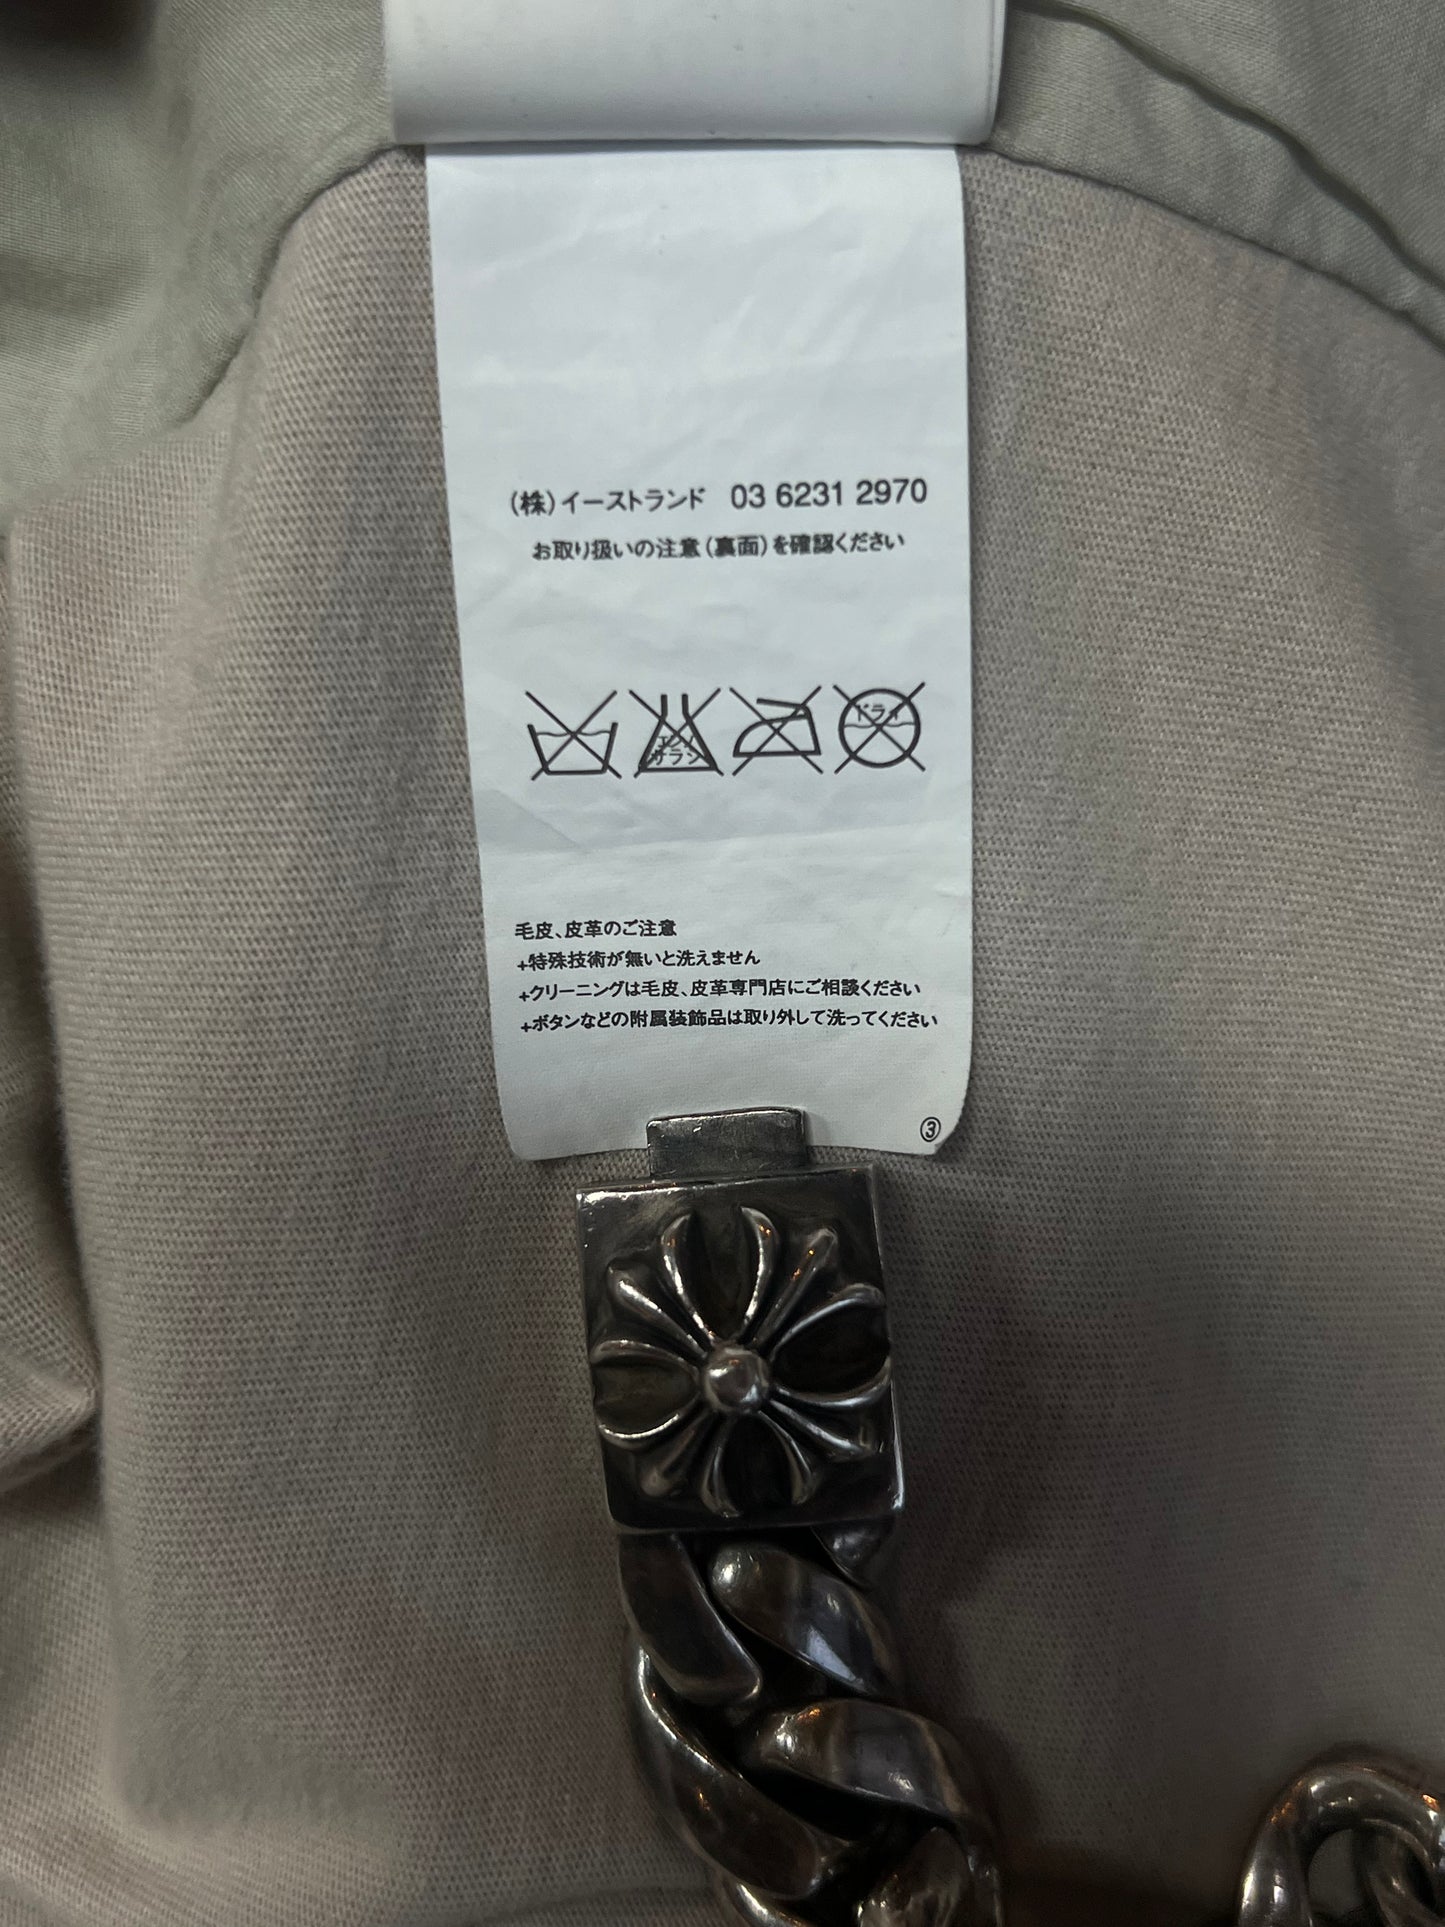 (株)イーストランド 03 6231 2970
お取り扱いの注意(裏面)を確認ください
エンソ
サラシ
ドライ
毛皮、皮革のご注意
+特殊技術が無いと洗えません
+クリーニングは毛皮、皮革専門店にご相談ください
+ボタンなどの附属装飾品は取り外して洗ってください
③